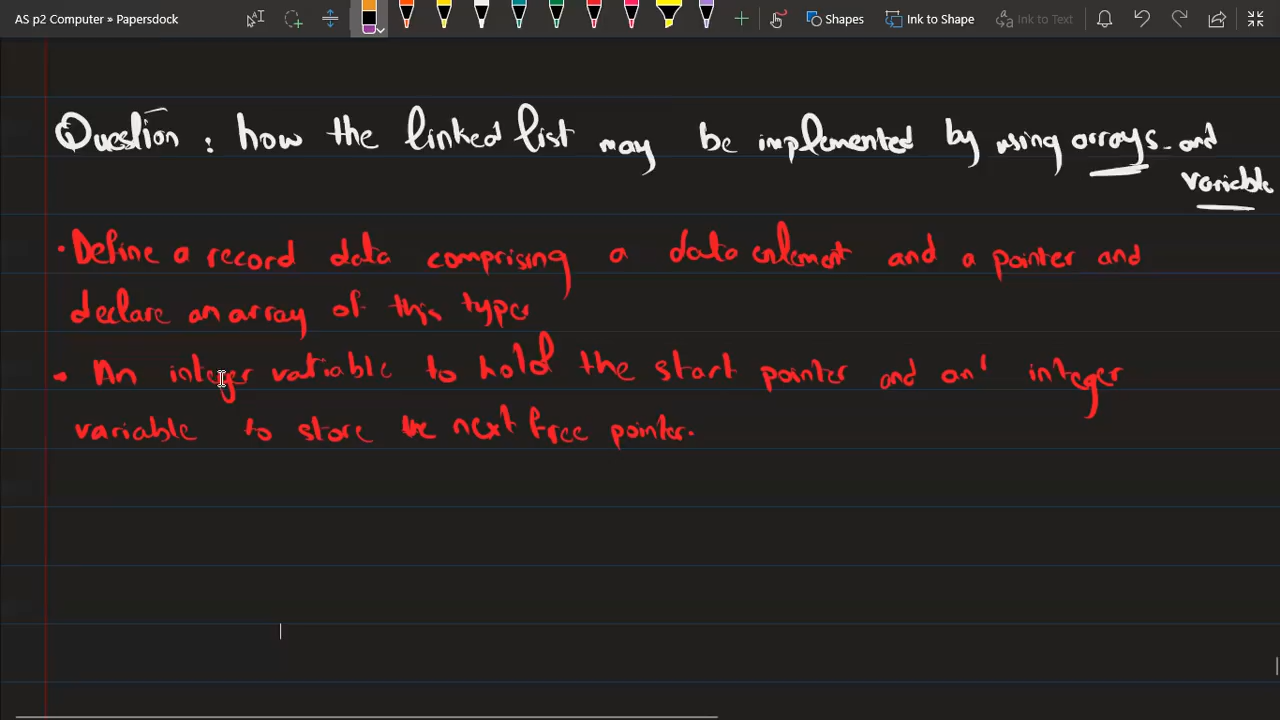 AS p2 Computer » Papersdock
Shapes
Ink to Shape
Ink to Text
Question : how the linked list may be implemented by using arrays and
variable
• Define a record data comprising a data enlement and a pointer and
declare an array of this type
• An integer variable to hold the start pointer and an integer
variable to store the next free pointer.